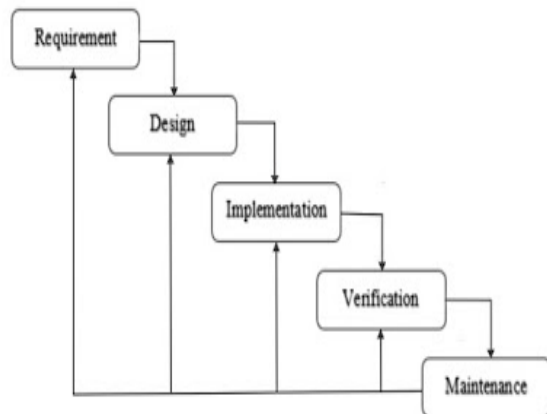 Requirement
Design
Implementation
Verification
Maintenance